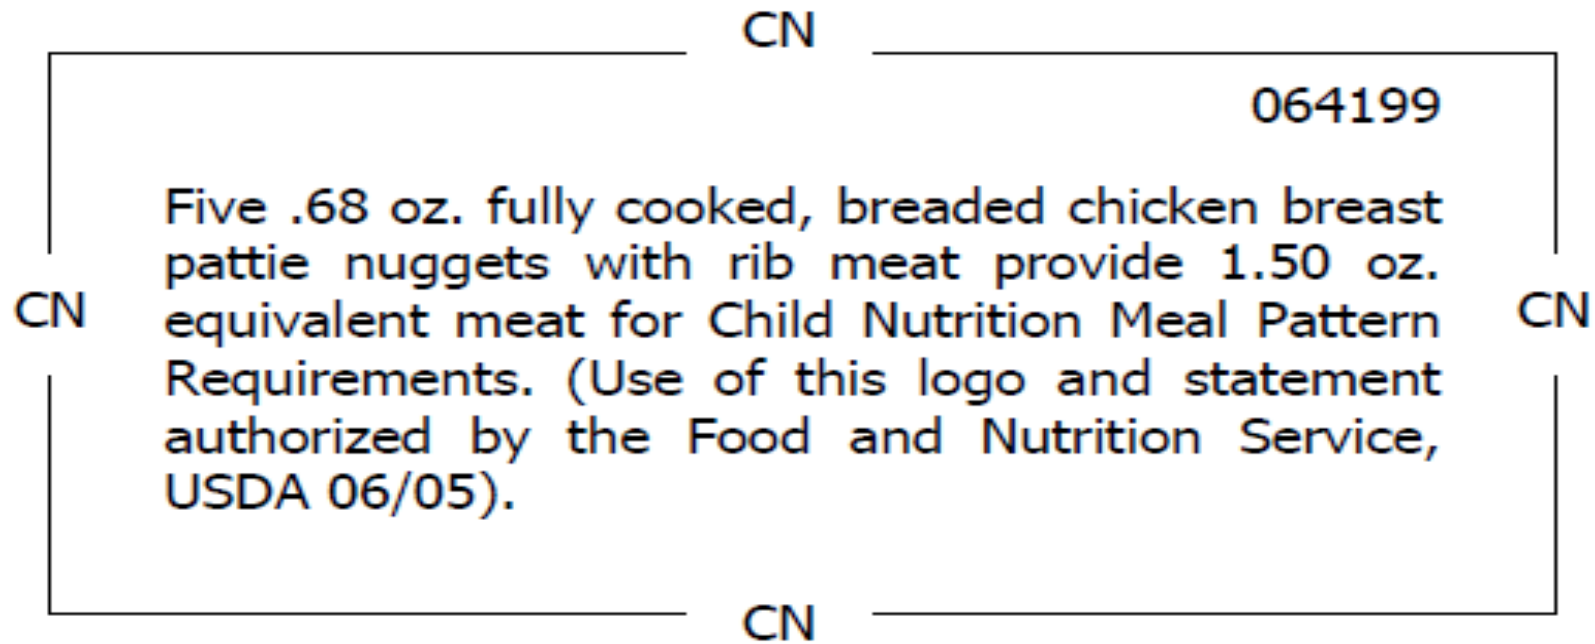 CN
064199
Five .68 oz. fully cooked, breaded chicken breast
pattie nuggets with rib meat provide 1.50 oz.
CN equivalent meat for Child Nutrition Meal Pattern CN
Requirements. (Use of this logo and statement
authorized by the Food and Nutrition Service,
USDA 06/05).
CN